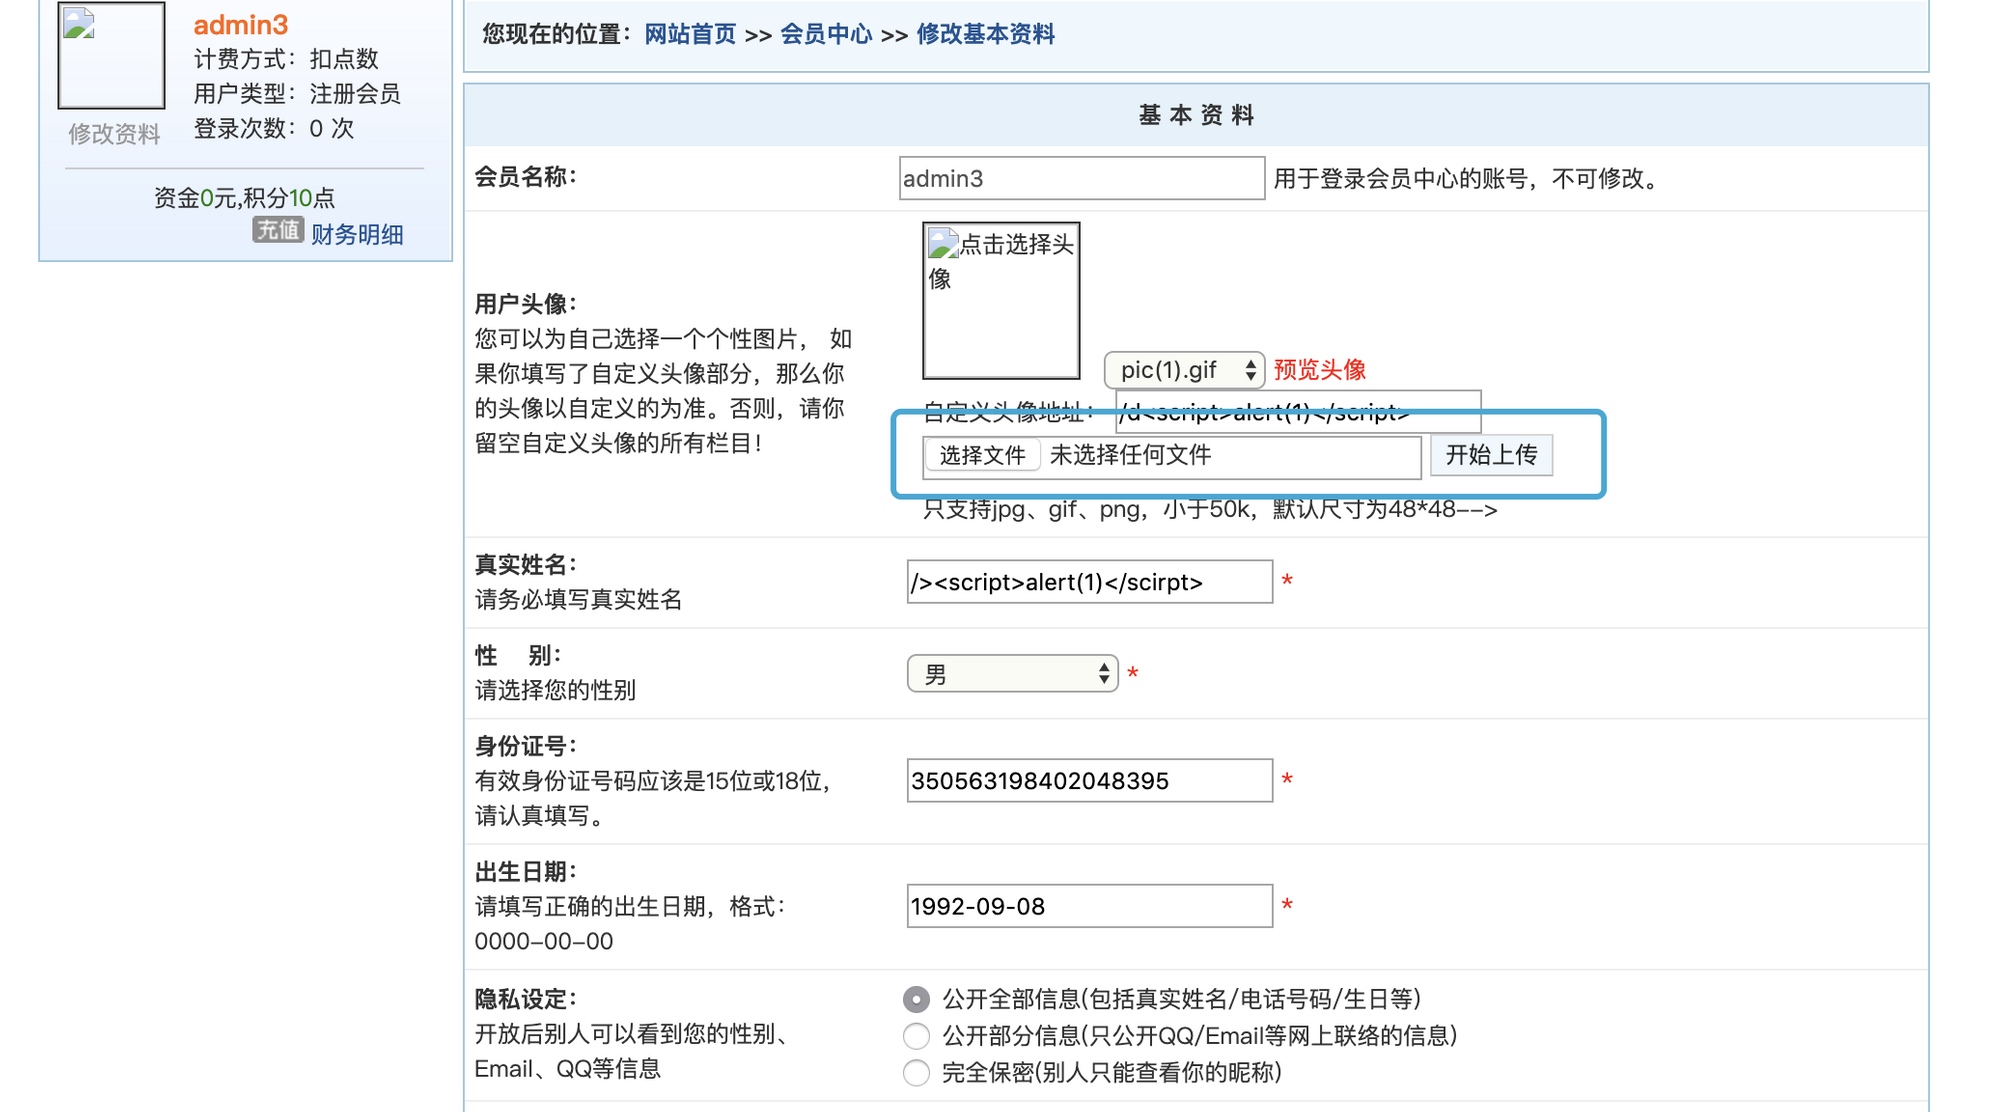 admin3
计费方式：扣点数
用户类型：注册会员
登录次数：0 次
修改资料
资金0元,积分10点
充值 财务明细
您现在的位置：网站首页 >> 会员中心 >> 修改基本资料
基 本 资 料
会员名称：
admin3 用于登录会员中心的账号，不可修改。
用户头像：
您可以为自己选择一个个性图片， 如
果你填写了自定义头像部分，那么你
的头像以自定义的为准。否则，请你
留空自定义头像的所有栏目！
点击选择头
像
pic(1).gif 预览头像
自定义头像地址： /d<script>alert(1)</script>
选择文件 未选择任何文件 开始上传
只支持jpg、gif、png，小于50k，默认尺寸为48*48-->
真实姓名：
请务必填写真实姓名
/><script>alert(1)</scirpt> *
性 别：
请选择您的性别
男 *
身份证号：
有效身份证号码应该是15位或18位，
请认真填写。
350563198402048395 *
出生日期：
请填写正确的出生日期，格式：
0000-00-00
1992-09-08 *
隐私设定：
开放后别人可以看到您的性别、
Email、QQ等信息
公开全部信息(包括真实姓名/电话号码/生日等)
公开部分信息(只公开QQ/Email等网上联络的信息)
完全保密(别人只能查看你的昵称)